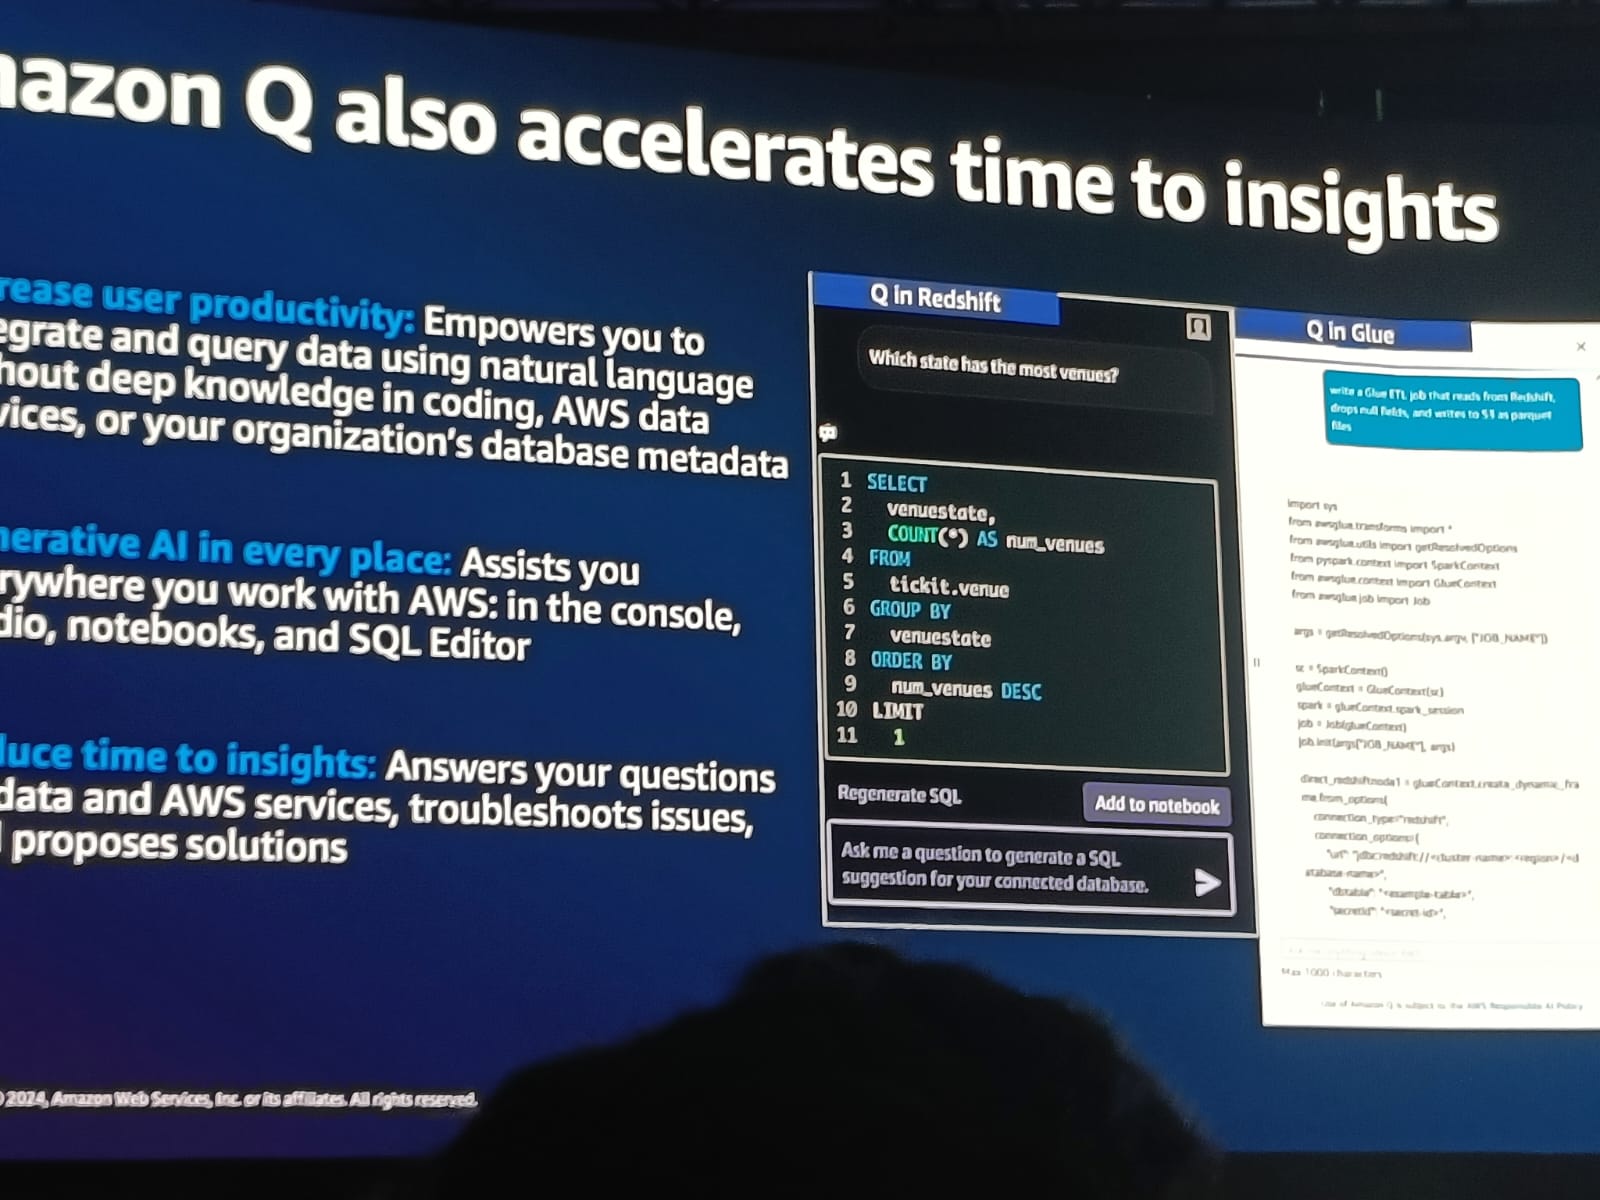 mazon Q also accelerates time to insights
rease user productivity: Empowers you to
egrate and query data using natural language
hout deep knowledge in coding, AWS data
vices, or your organization's database metadata
nerative AI in every place: Assists you
rywhere you work with AWS: in the console,
dio, notebooks, and SQL Editor
luce time to insights: Answers your questions
data and AWS services, troubleshoots issues,
proposes solutions
Q in Redshift
Which state has the most venues?
1 SELECT
2 venuestate,
3 COUNT(*) AS num_venues
4 FROM
5 tickit.venue
6 GROUP BY
7 venuestate
8 ORDER BY
9 num_venues DESC
10 LIMIT
11 1
Regenerate SQL
Add to notebook
Ask me a question to generate a SQL
suggestion for your connected database.
Q in Glue
write a Glue ETL job that reads from Redshift,
drops null fields, and writes to S3 as parquet
files
import sys
from awsglue.transforms import *
from awsglue.utils import getResolvedOptions
from pyspark.context import SparkContext
from awsglue.context import GlueContext
from awsglue.job import Job
args = getResolvedOptions(sys.argv, ["JOB_NAME"])
sc = SparkContext()
glueContext = GlueContext(sc)
spark = glueContext.spark_session
job = Job(glueContext)
job.init(args["JOB_NAME"], args)
direct_redshiftnode1 = glueContext.create_dynamic_fra
me.from_options(
connection_type="redshift",
connection_options={
"url": "jdbc:redshift://<cluster-name>.<region>/<d
atabase-name>",
"dbtable": "<example-table>",
"secretId": "<secret-id>",
Max 1000 characters
Use of Amazon Q is subject to the AWS Responsible AI Policy
© 2024, Amazon Web Services, Inc. or its affiliates. All rights reserved.